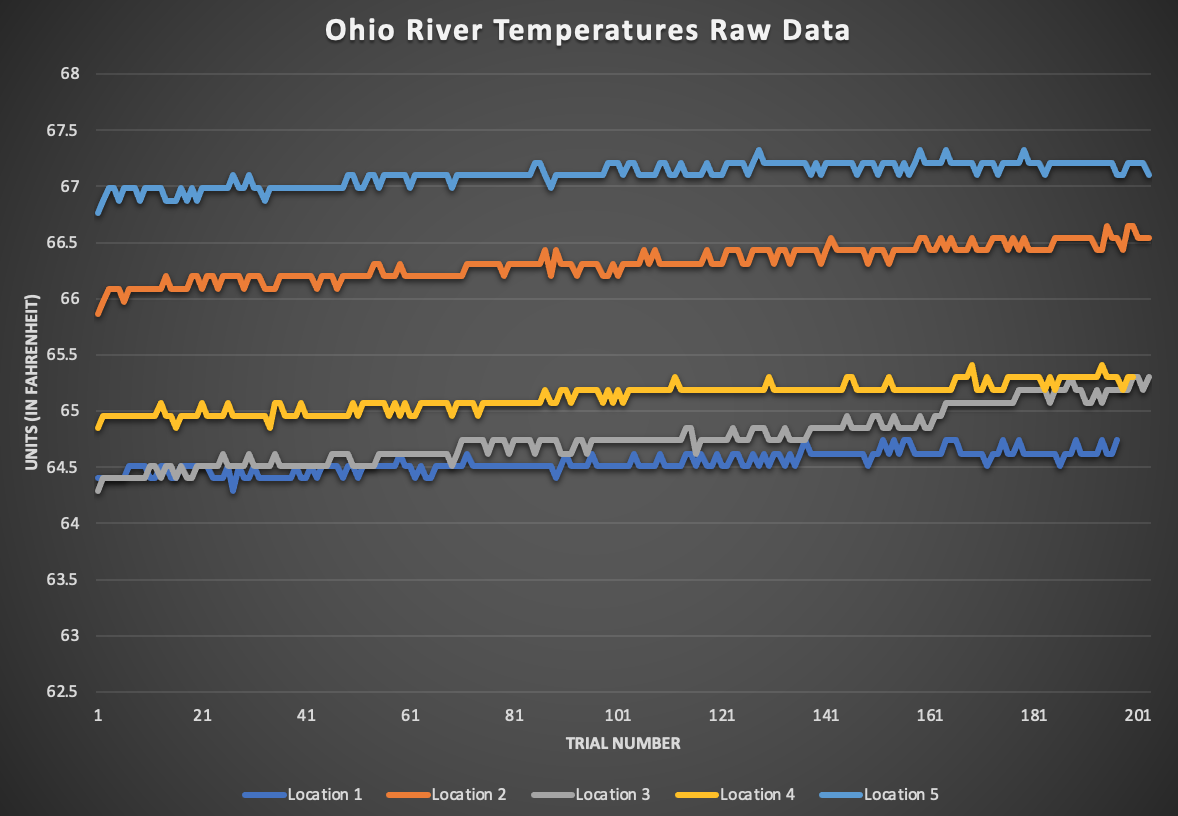 Ohio River Temperatures Raw Data
68
67.5
67
66.5
66
65.5
65
64.5
64
63.5
63
62.5
UNITS (IN FAHRENHEIT)
1 21 41 61 81 101 121 141 161 181 201
TRIAL NUMBER
Location 1 Location 2 Location 3 Location 4 Location 5